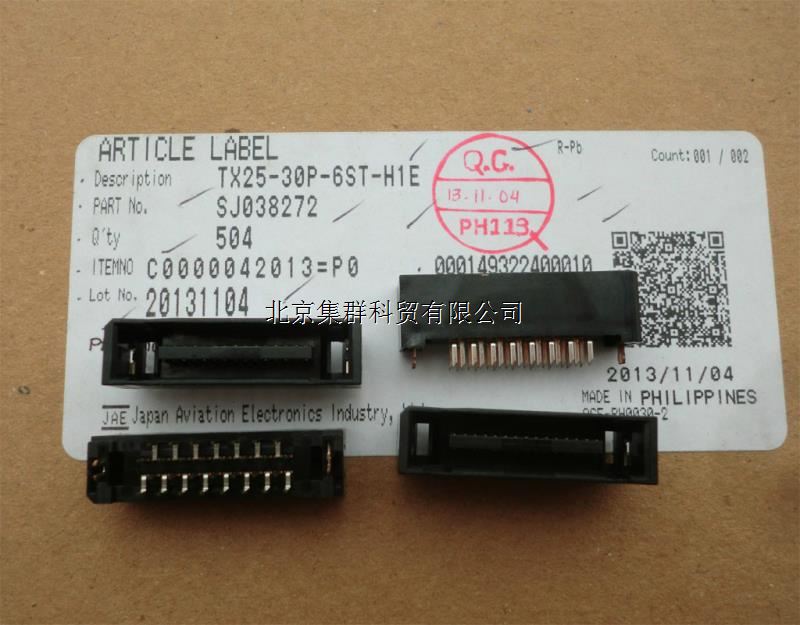 ARTICLE LABEL
R-Pb
Count: 001 / 002
Description TX25-30P-6ST-H1E
PART No. SJ038272
Q'ty 504
ITEMNO C0000042013=P0
000149322400010
Lot No. 20131104
Q.G.
13.11.04
PH113
北京集群科贸有限公司
2013/11/04
MADE IN PHILIPPINES
JAE Japan Aviation Electronics Industry,